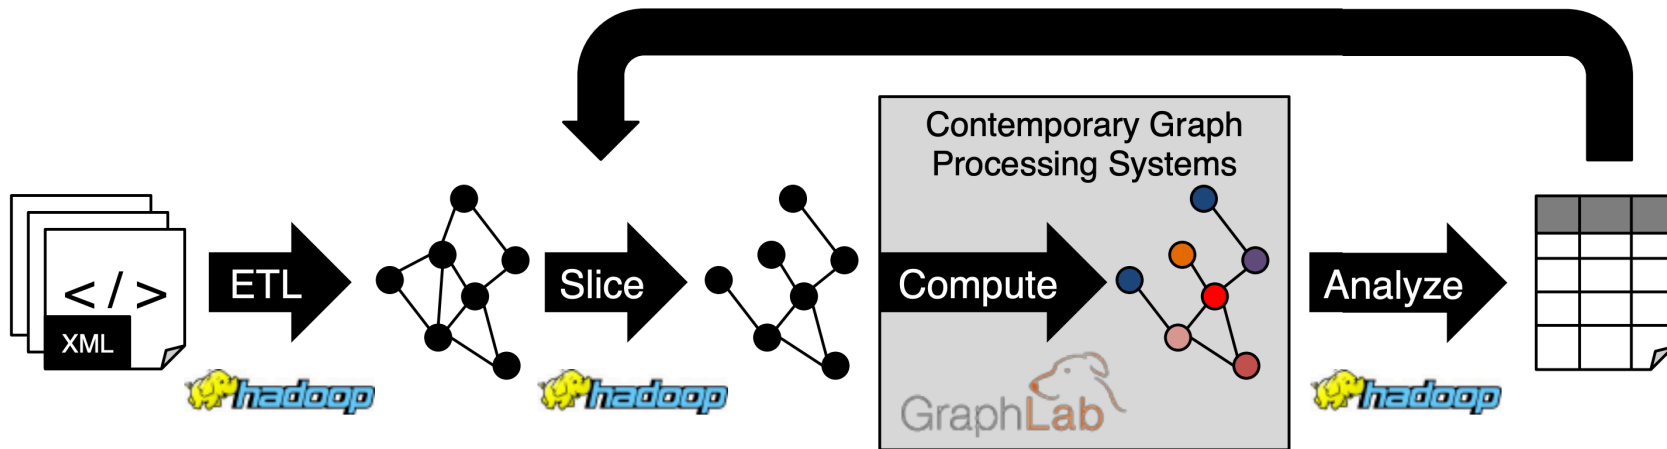 Contemporary Graph
Processing Systems
</>
XML
ETL
Slice
Compute
Analyze
hadoop
hadoop
GraphLab
hadoop